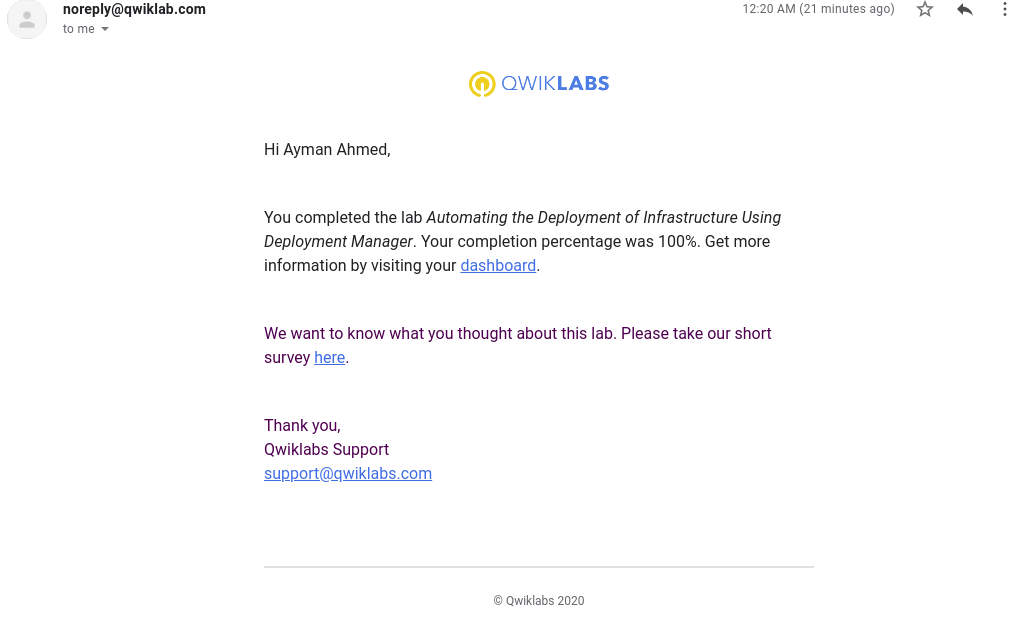 noreply@qwiklab.com
12:20 AM (21 minutes ago)
to me
QWIKLABS
Hi Ayman Ahmed,
You completed the lab Automating the Deployment of Infrastructure Using
Deployment Manager. Your completion percentage was 100%. Get more
information by visiting your dashboard.
We want to know what you thought about this lab. Please take our short
survey here.
Thank you,
Qwiklabs Support
support@qwiklabs.com
© Qwiklabs 2020